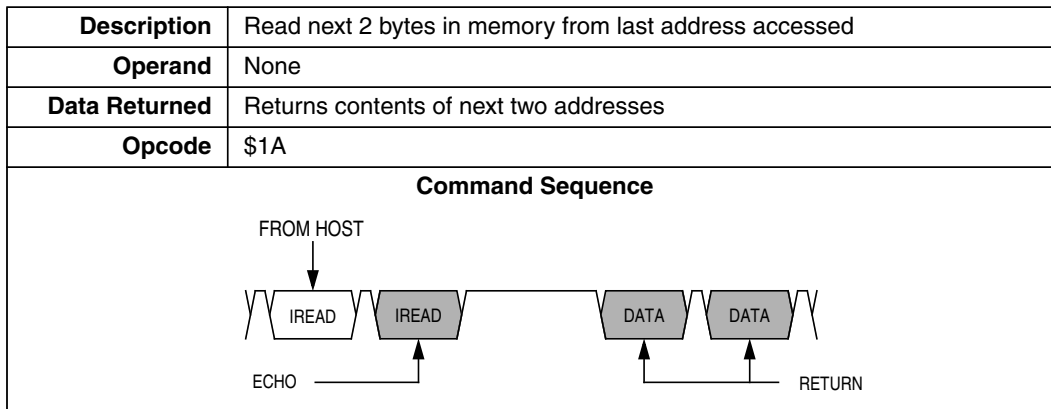 Description Read next 2 bytes in memory from last address accessed
Operand None
Data Returned Returns contents of next two addresses
Opcode $1A
Command Sequence
FROM HOST
IREAD IREAD DATA DATA
ECHO RETURN